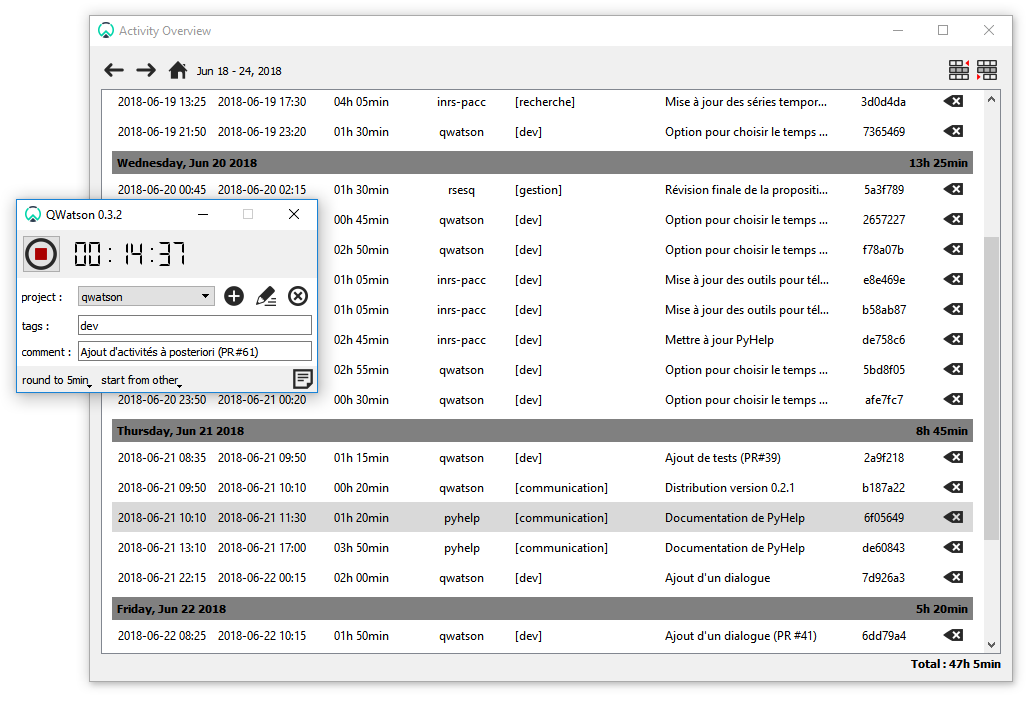 Activity Overview
Jun 18 - 24, 2018
2018-06-19 13:25 2018-06-19 17:30 04h 05min inrs-pacc [recherche] Mise à jour des séries tempor... 3d0d4da
2018-06-19 21:50 2018-06-19 23:20 01h 30min qwatson [dev] Option pour choisir le temps ... 7365469
Wednesday, Jun 20 2018 13h 25min
2018-06-20 00:45 2018-06-20 02:15 01h 30min rsesq [gestion] Révision finale de la propositi... 5a3f789
00h 45min qwatson [dev] Option pour choisir le temps ... 2657227
02h 50min qwatson [dev] Option pour choisir le temps ... f78a07b
01h 05min inrs-pacc [dev] Mise à jour des outils pour tél... e8e469e
01h 05min inrs-pacc [dev] Mise à jour des outils pour tél... b58ab87
02h 45min inrs-pacc [dev] Mettre à jour PyHelp de758c6
02h 55min qwatson [dev] Option pour choisir le temps ... 5bd8f05
2018-06-20 23:50 2018-06-21 00:20 00h 30min qwatson [dev] Option pour choisir le temps ... afe7fc7
Thursday, Jun 21 2018 8h 45min
2018-06-21 08:35 2018-06-21 09:50 01h 15min qwatson [dev] Ajout de tests (PR#39) 2a9f218
2018-06-21 09:50 2018-06-21 10:10 00h 20min qwatson [communication] Distribution version 0.2.1 b187a22
2018-06-21 10:10 2018-06-21 11:30 01h 20min pyhelp [communication] Documentation de PyHelp 6f05649
2018-06-21 13:10 2018-06-21 17:00 03h 50min pyhelp [communication] Documentation de PyHelp de60843
2018-06-21 22:15 2018-06-22 00:15 02h 00min qwatson [dev] Ajout d'un dialogue 7d926a3
Friday, Jun 22 2018 5h 20min
2018-06-22 08:25 2018-06-22 10:15 01h 50min qwatson [dev] Ajout d'un dialogue (PR #41) 6dd79a4
Total : 47h 5min
QWatson 0.3.2
00:14:37
project : qwatson
tags : dev
comment : Ajout d'activités à posteriori (PR#61)
round to 5min start from other